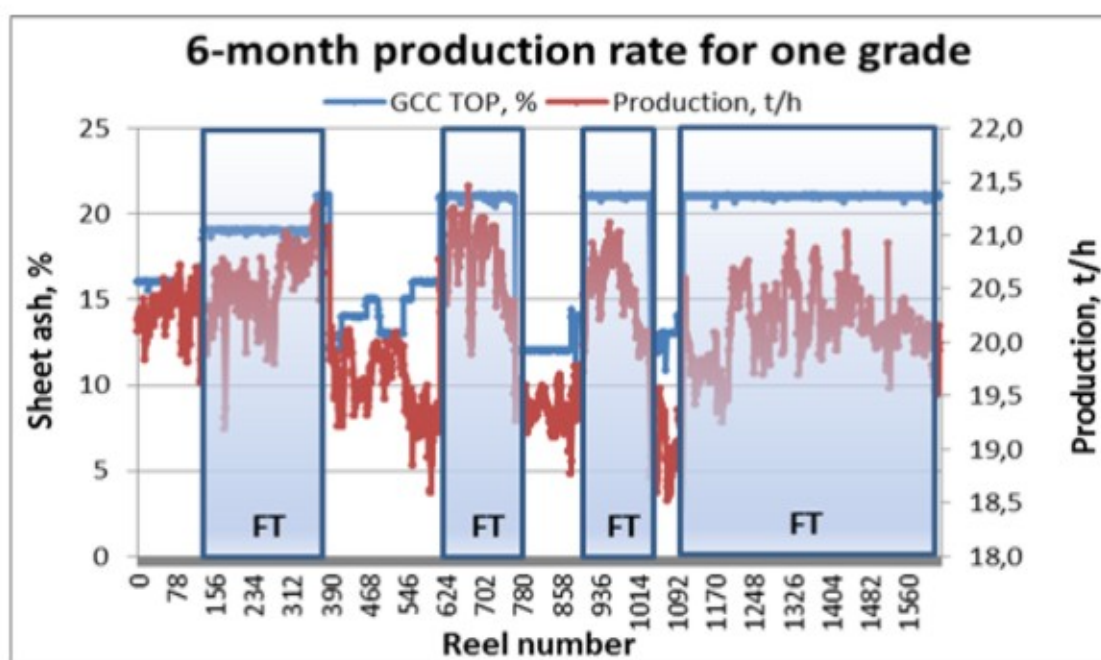 6-month production rate for one grade
GCC TOP, % Production, t/h
Sheet ash, %
25
20
15
10
5
0
22,0
21,5
21,0
20,5
20,0
19,5
19,0
18,5
18,0
Production, t/h
FT FT FT FT
0 78 156 234 312 390 468 546 624 702 780 858 936 1014 1092 1170 1248 1326 1404 1482 1560
Reel number